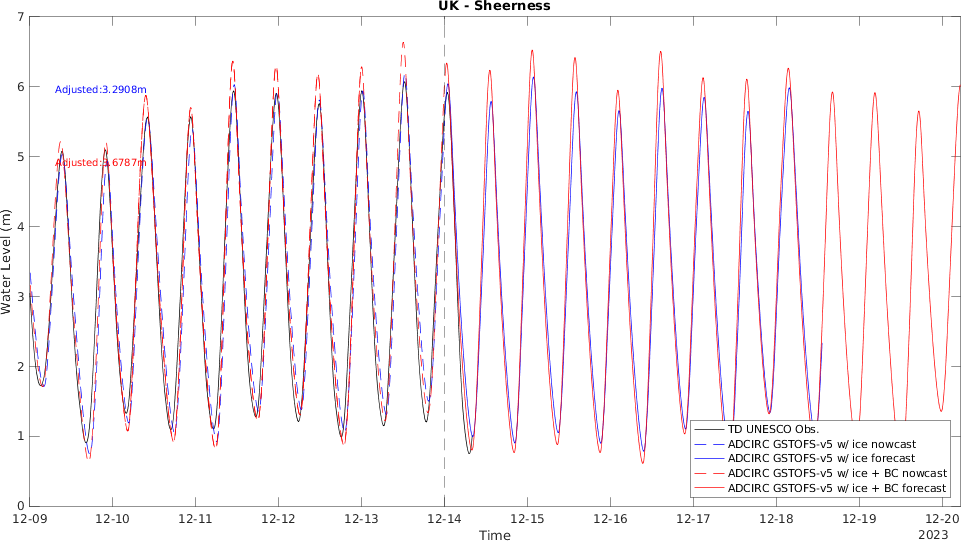 UK - Sheerness
7
6
5
4
3
2
1
0
Water Level (m)
Adjusted:3.2908m
Adjusted:3.6787m
TD UNESCO Obs.
ADCIRC GSTOFS-v5 w/ ice nowcast
ADCIRC GSTOFS-v5 w/ ice forecast
ADCIRC GSTOFS-v5 w/ ice + BC nowcast
ADCIRC GSTOFS-v5 w/ ice + BC forecast
12-09 12-10 12-11 12-12 12-13 12-14 12-15 12-16 12-17 12-18 12-19 12-20
Time
2023